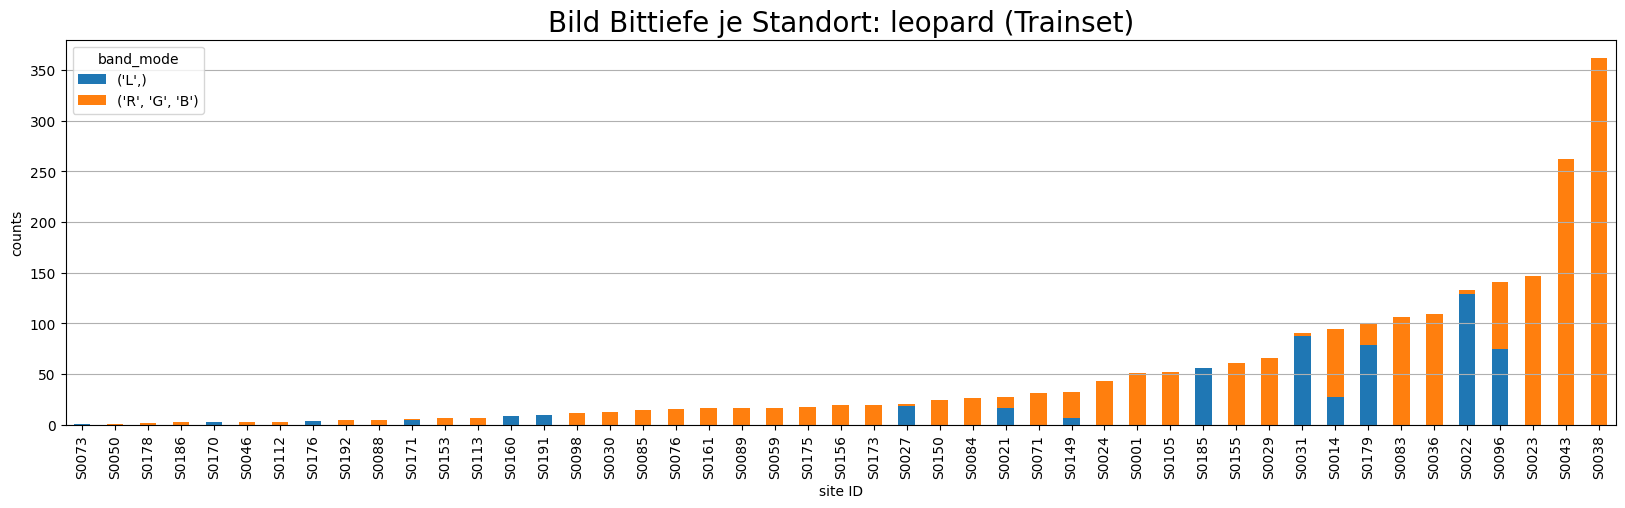 Bild Bittiefe je Standort: leopard (Trainset)
band_mode
('L',)
('R', 'G', 'B')
350
300
250
200
150
100
50
0
counts
S0073
S0050
S0178
S0186
S0170
S0046
S0112
S0176
S0192
S0088
S0171
S0153
S0113
S0160
S0191
S0098
S0030
S0085
S0076
S0161
S0089
S0059
S0175
S0156
S0173
S0027
S0150
S0084
S0021
S0071
S0149
S0024
S0001
S0105
S0185
S0155
S0029
S0031
S0014
S0179
S0083
S0036
S0022
S0096
S0023
S0043
S0038
site ID